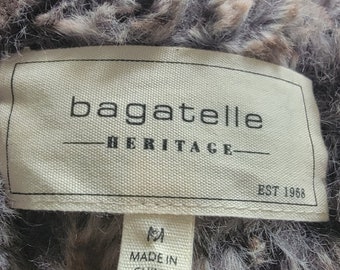 bagatelle
HERITAGE
EST 1968
M
MADE IN